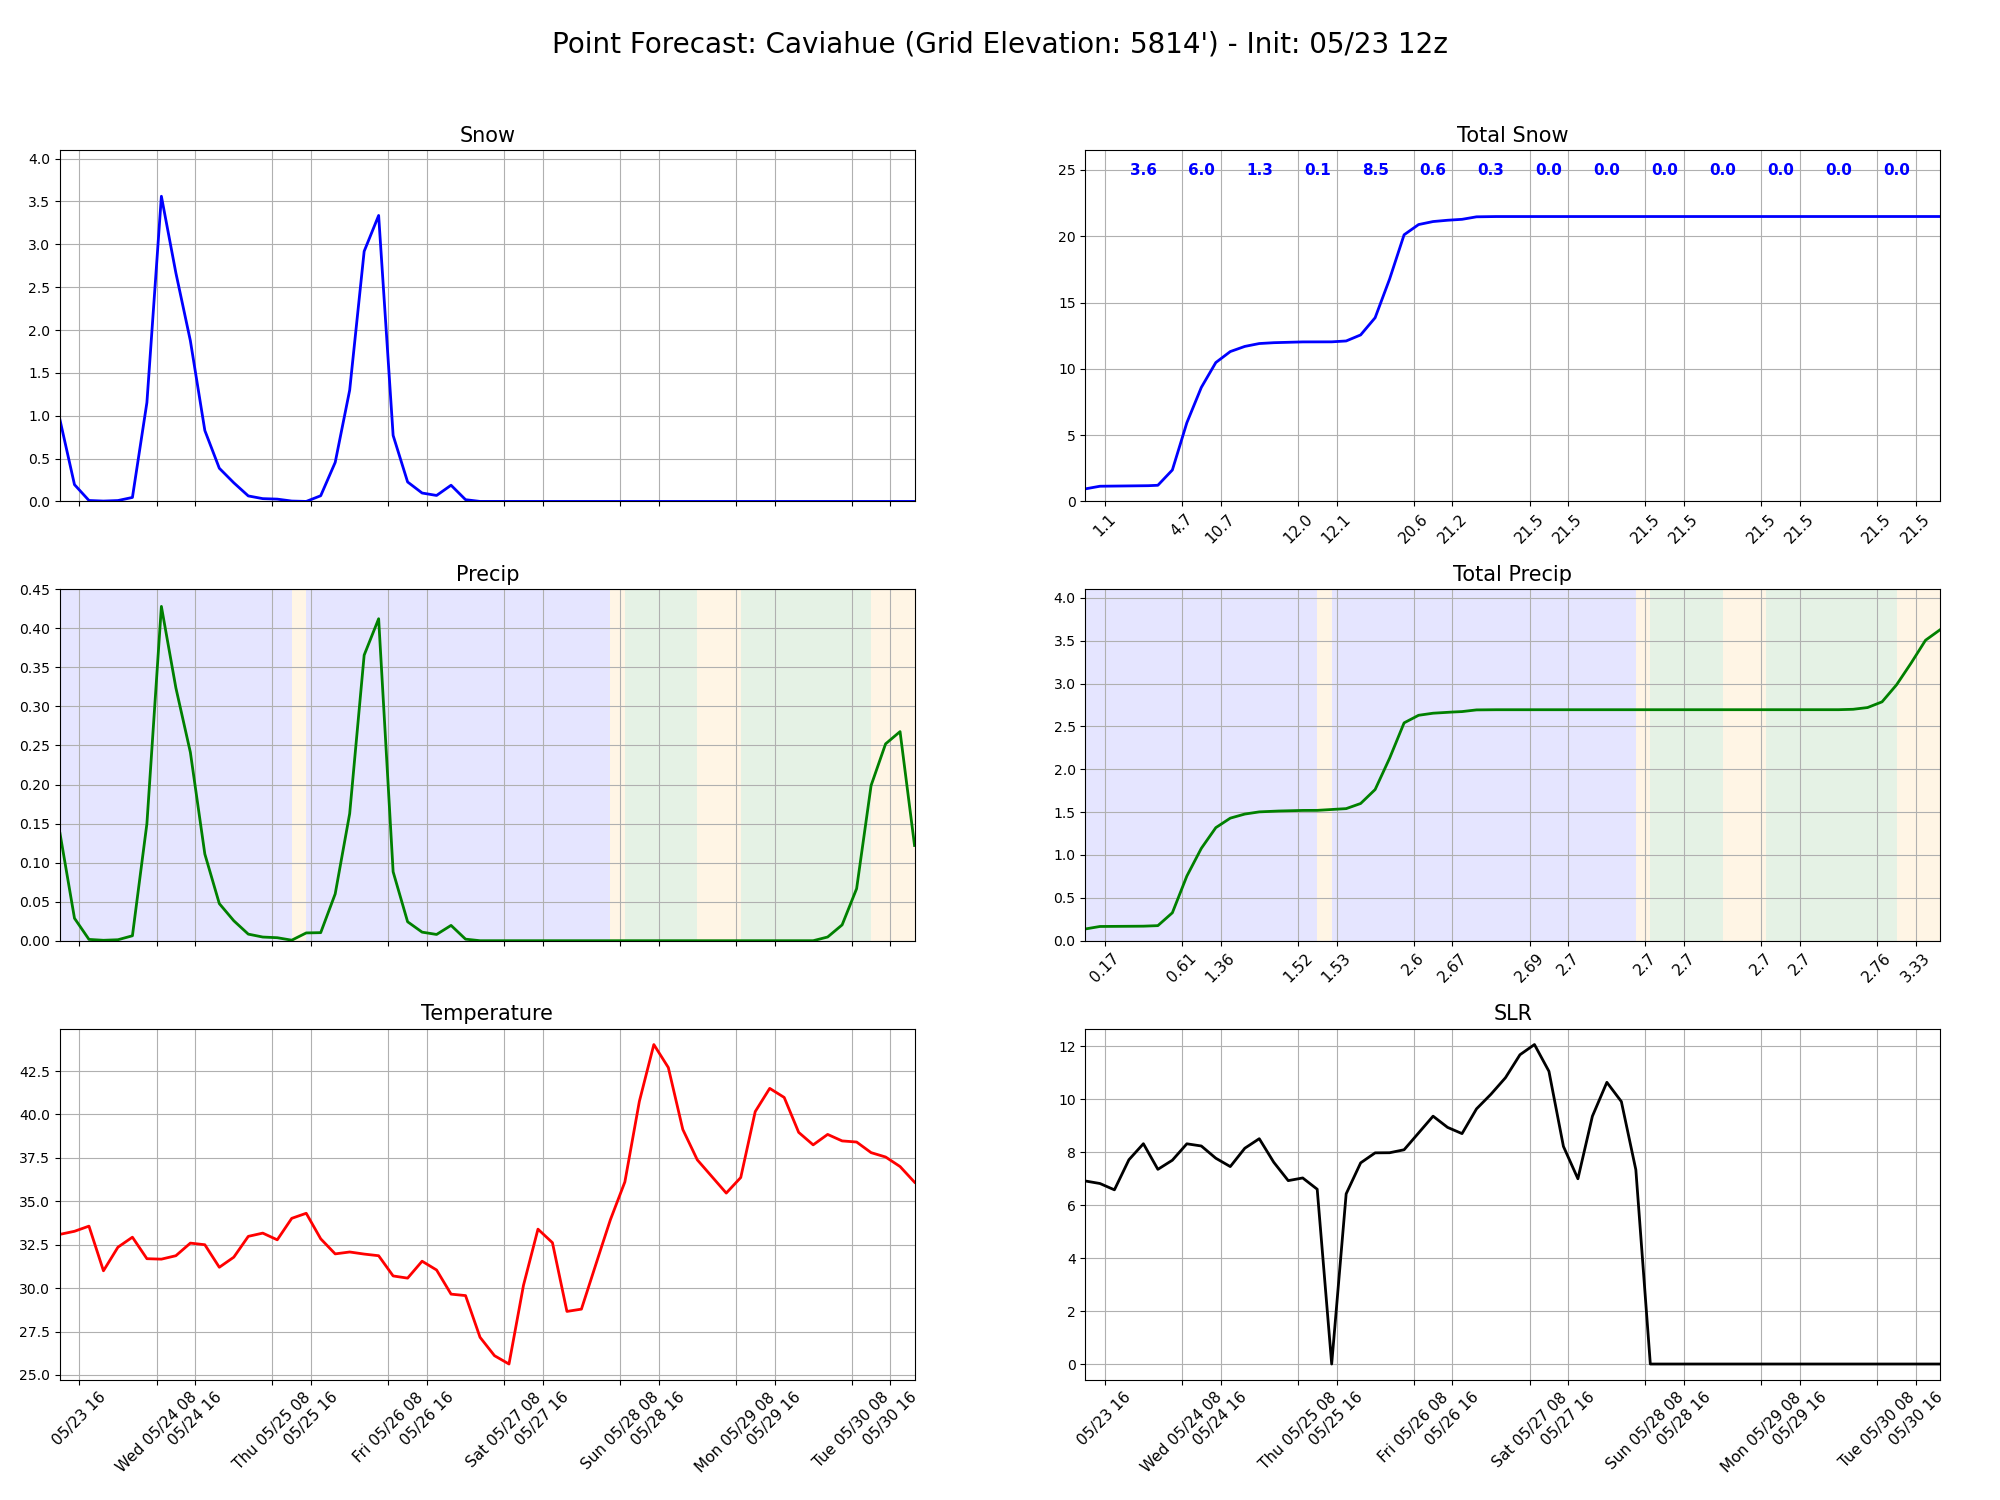 Point Forecast: Caviahue (Grid Elevation: 5814') - Init: 05/23 12z
Snow
4.0
3.5
3.0
2.5
2.0
1.5
1.0
0.5
0.0
Total Snow
3.6 6.0 1.3 0.1 8.5 0.6 0.3 0.0 0.0 0.0 0.0 0.0 0.0 0.0
25
20
15
10
5
0
1.1 4.7 10.7 12.0 12.1 20.6 21.2 21.5 21.5 21.5 21.5 21.5 21.5 21.5 21.5
Precip
0.45
0.40
0.35
0.30
0.25
0.20
0.15
0.10
0.05
0.00
Total Precip
4.0
3.5
3.0
2.5
2.0
1.5
1.0
0.5
0.0
0.17 0.61 1.36 1.52 1.53 2.6 2.67 2.69 2.7 2.7 2.7 2.7 2.7 2.76 3.33
Temperature
42.5
40.0
37.5
35.0
32.5
30.0
27.5
25.0
05/23 16
Wed 05/24 08
05/24 16
Thu 05/25 08
05/25 16
Fri 05/26 08
05/26 16
Sat 05/27 08
05/27 16
Sun 05/28 08
05/28 16
Mon 05/29 08
05/29 16
Tue 05/30 08
05/30 16
SLR
12
10
8
6
4
2
0
05/23 16
Wed 05/24 08
05/24 16
Thu 05/25 08
05/25 16
Fri 05/26 08
05/26 16
Sat 05/27 08
05/27 16
Sun 05/28 08
05/28 16
Mon 05/29 08
05/29 16
Tue 05/30 08
05/30 16